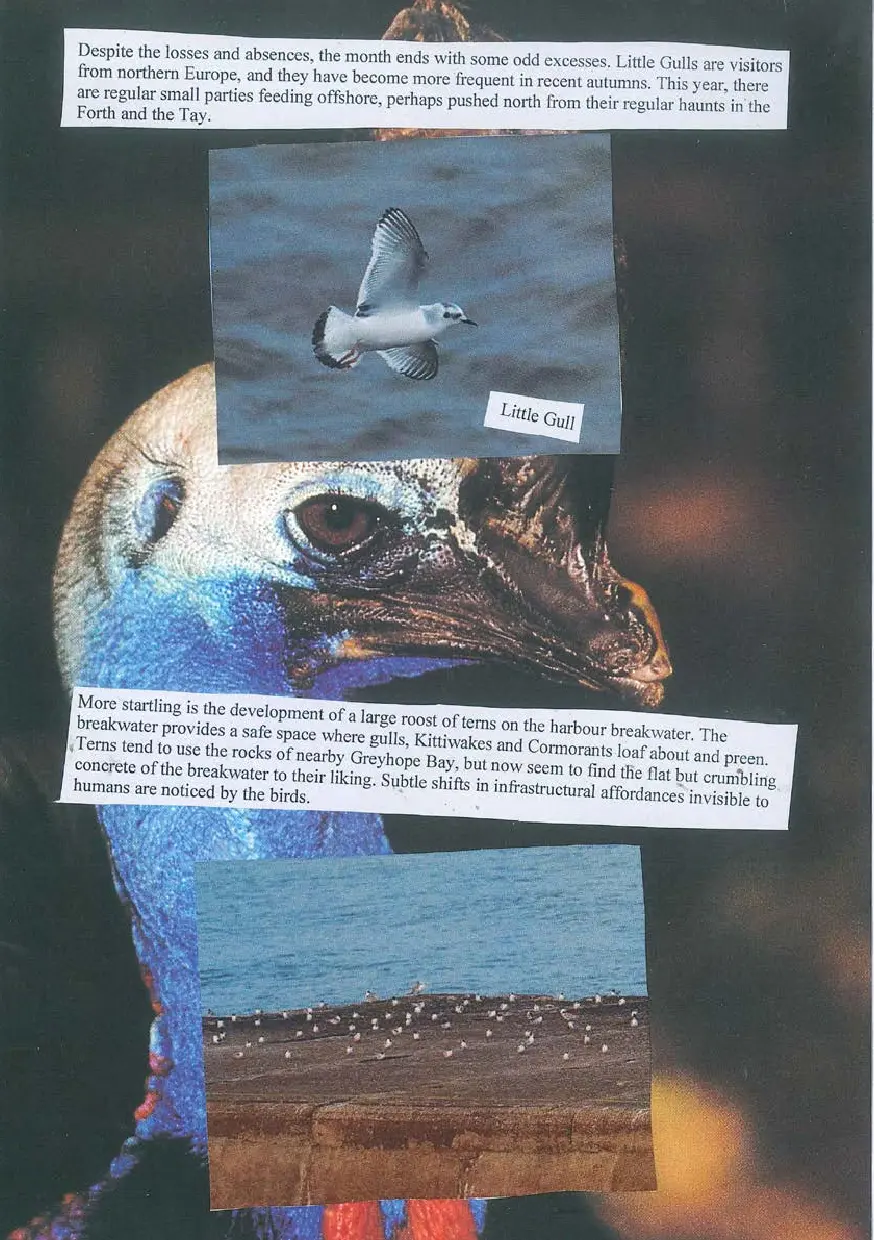 Despite the losses and absences, the month ends with some odd excesses. Little Gulls are visitors
from northern Europe, and they have become more frequent in recent autumns. This year, there
are regular small parties feeding offshore, perhaps pushed north from their regular haunts in the
Forth and the Tay.
Little Gull
More startling is the development of a large roost of terns on the harbour breakwater. The
breakwater provides a safe space where gulls, Kittiwakes and Cormorants loaf about and preen.
Terns tend to use the rocks of nearby Greyhope Bay, but now seem to find the flat but crumbling
concrete of the breakwater to their liking. Subtle shifts in infrastructural affordances invisible to
humans are noticed by the birds.